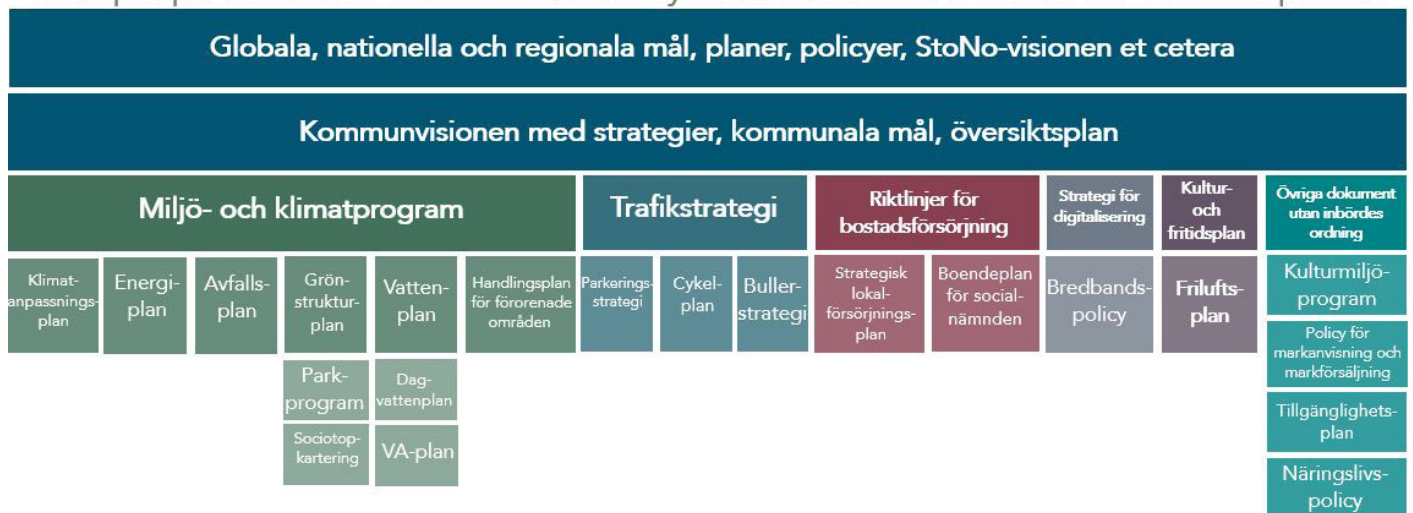 Globala, nationella och regionala mål, planer, policyer, StoNo-visionen et cetera
Kommunvisionen med strategier, kommunala mål, översiktsplan
Miljö- och klimatprogram
Trafikstrategi
Riktlinjer för
bostadsförsörjning
Strategi för
digitalisering
Kultur-
och
fritidsplan
Övriga dokument
utan inbördes
ordning
Klimat-
anpassnings-
plan
Energi-
plan
Avfalls-
plan
Grön-
struktur-
plan
Vatten-
plan
Handlingsplan
för förorenade
områden
Parkerings-
strategi
Cykel-
plan
Buller-
strategi
Strategisk
lokal-
försörjnings-
plan
Boendeplan
för social-
nämnden
Bredbands-
policy
Frilufts-
plan
Kulturmiljö-
program
Park-
program
Dag-
vattenplan
Policy för
markanvisning och
markförsäljning
Sociotop-
kartering
VA-plan
Tillgänglighets-
plan
Näringslivs-
policy